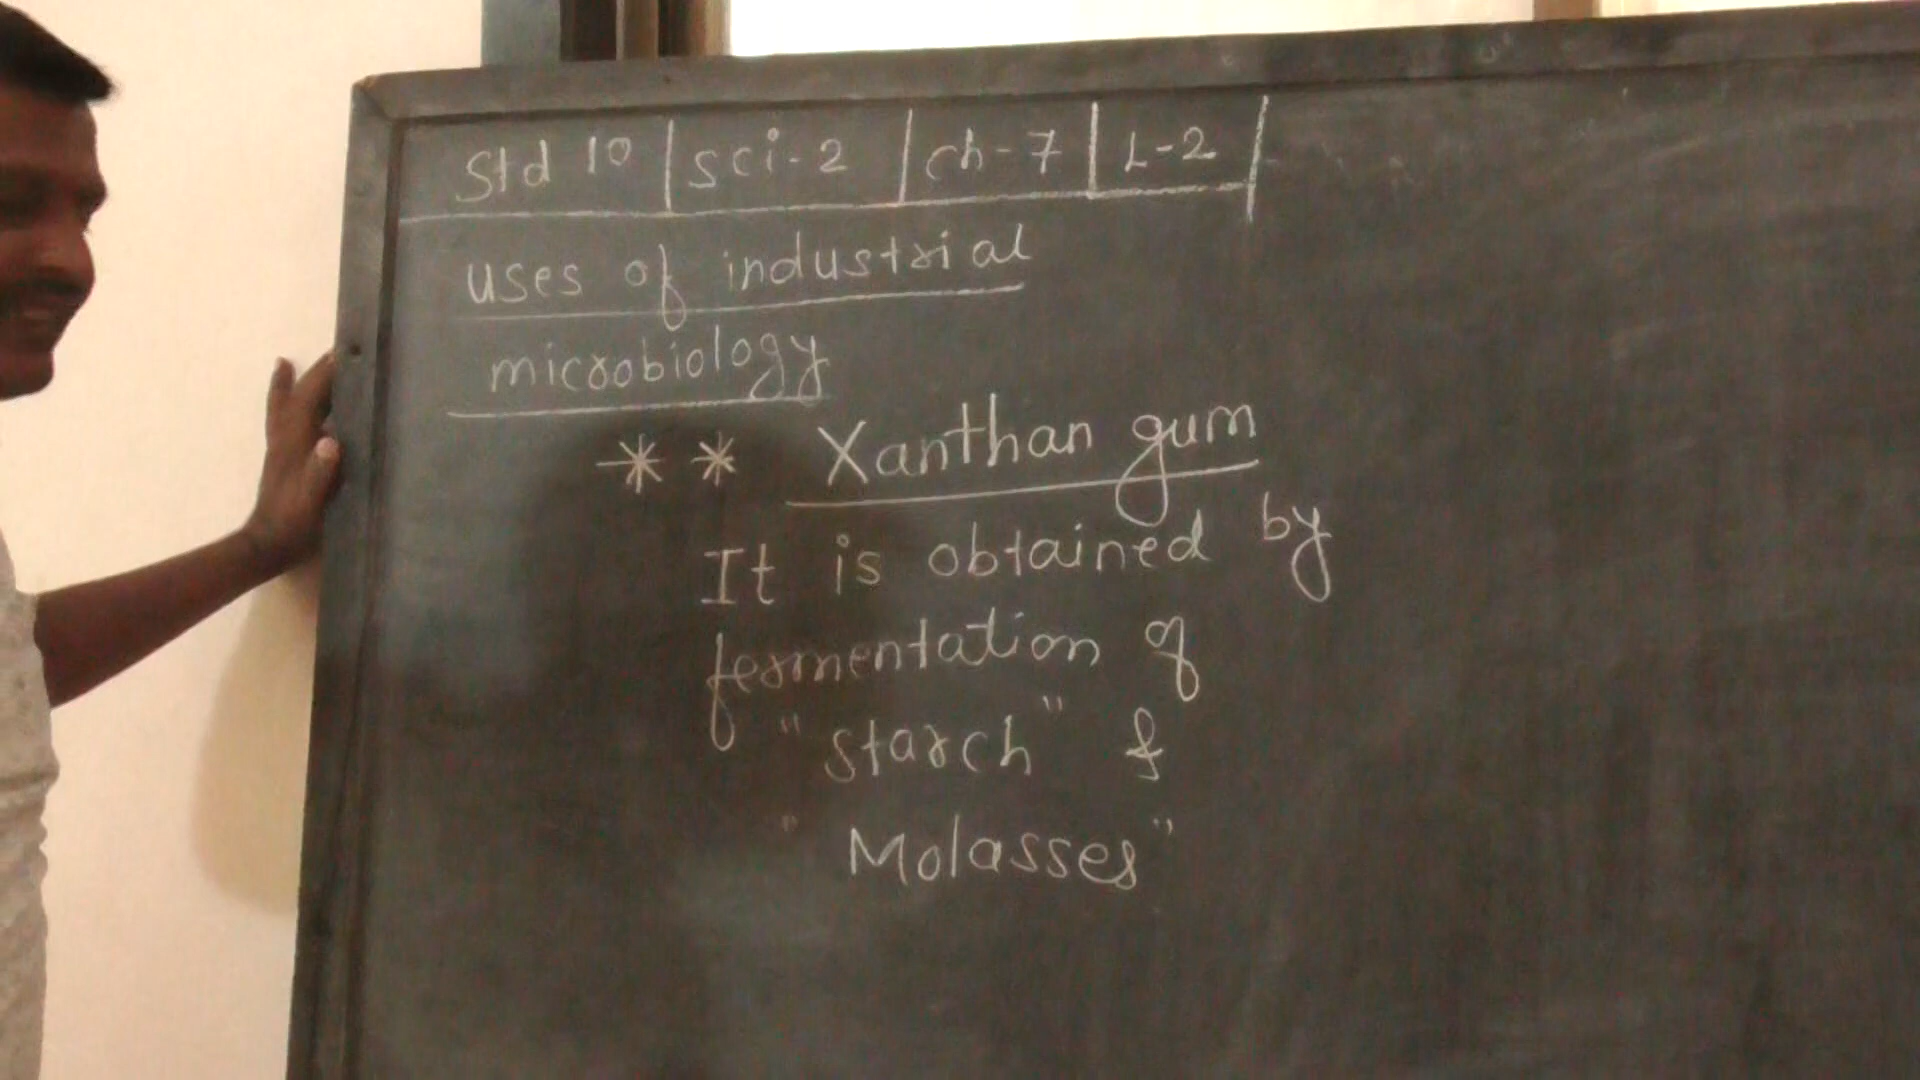 Std 10 | sci-2 | ch-7 | L-2
uses of industrial
microbiology
** Xanthan gum
It is obtained by
fermentation of
"starch" &
"Molasses"